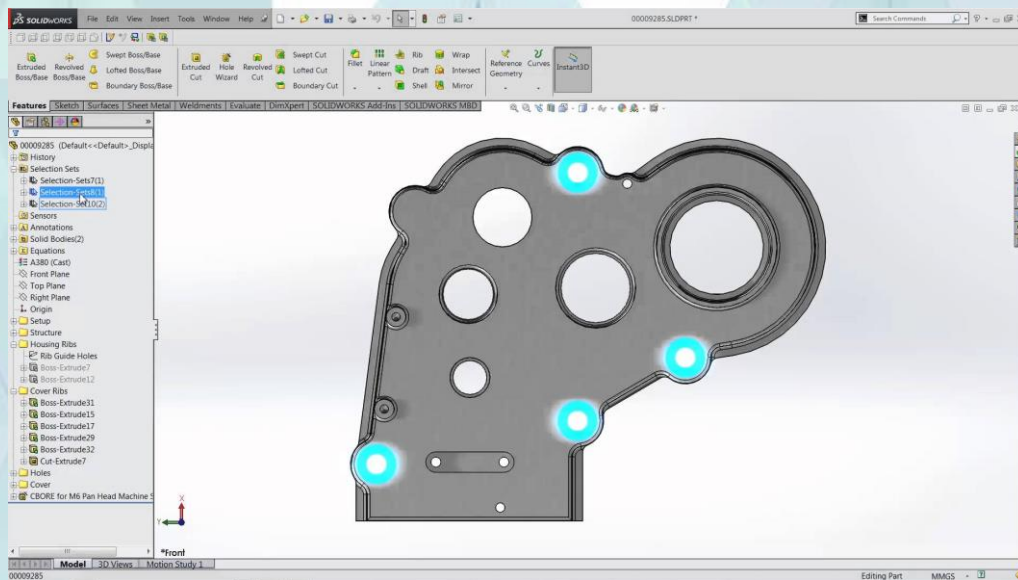 SOLIDWORKS File Edit View Insert Tools Window Help 00009285.SLDPRT * Search Commands
Extruded Boss/Base
Revolved Boss/Base
Swept Boss/Base
Lofted Boss/Base
Boundary Boss/Base
Extruded Cut
Hole Wizard
Revolved Cut
Swept Cut
Lofted Cut
Boundary Cut
Fillet
Linear Pattern
Rib
Draft
Shell
Wrap
Intersect
Mirror
Reference Geometry
Curves
Instant3D
Features Sketch Surfaces Sheet Metal Weldments Evaluate DimXpert SOLIDWORKS Add-Ins SOLIDWORKS MBD
00009285 (Default<<Default>_Displa
History
Selection Sets
Selection-Sets7(1)
Selection-Sets8(1)
Selection-Set10(2)
Sensors
Annotations
Solid Bodies(2)
Equations
A380 (Cast)
Front Plane
Top Plane
Right Plane
Origin
Setup
Structure
Housing Ribs
Rib Guide Holes
Boss-Extrude7
Boss-Extrude12
Cover Ribs
Boss-Extrude31
Boss-Extrude15
Boss-Extrude17
Boss-Extrude29
Boss-Extrude32
Cut-Extrude7
Holes
Cover
CBORE for M6 Pan Head Machine S
X
Y
*Front
Model 3D Views Motion Study 1
00009285 Editing Part MMGS